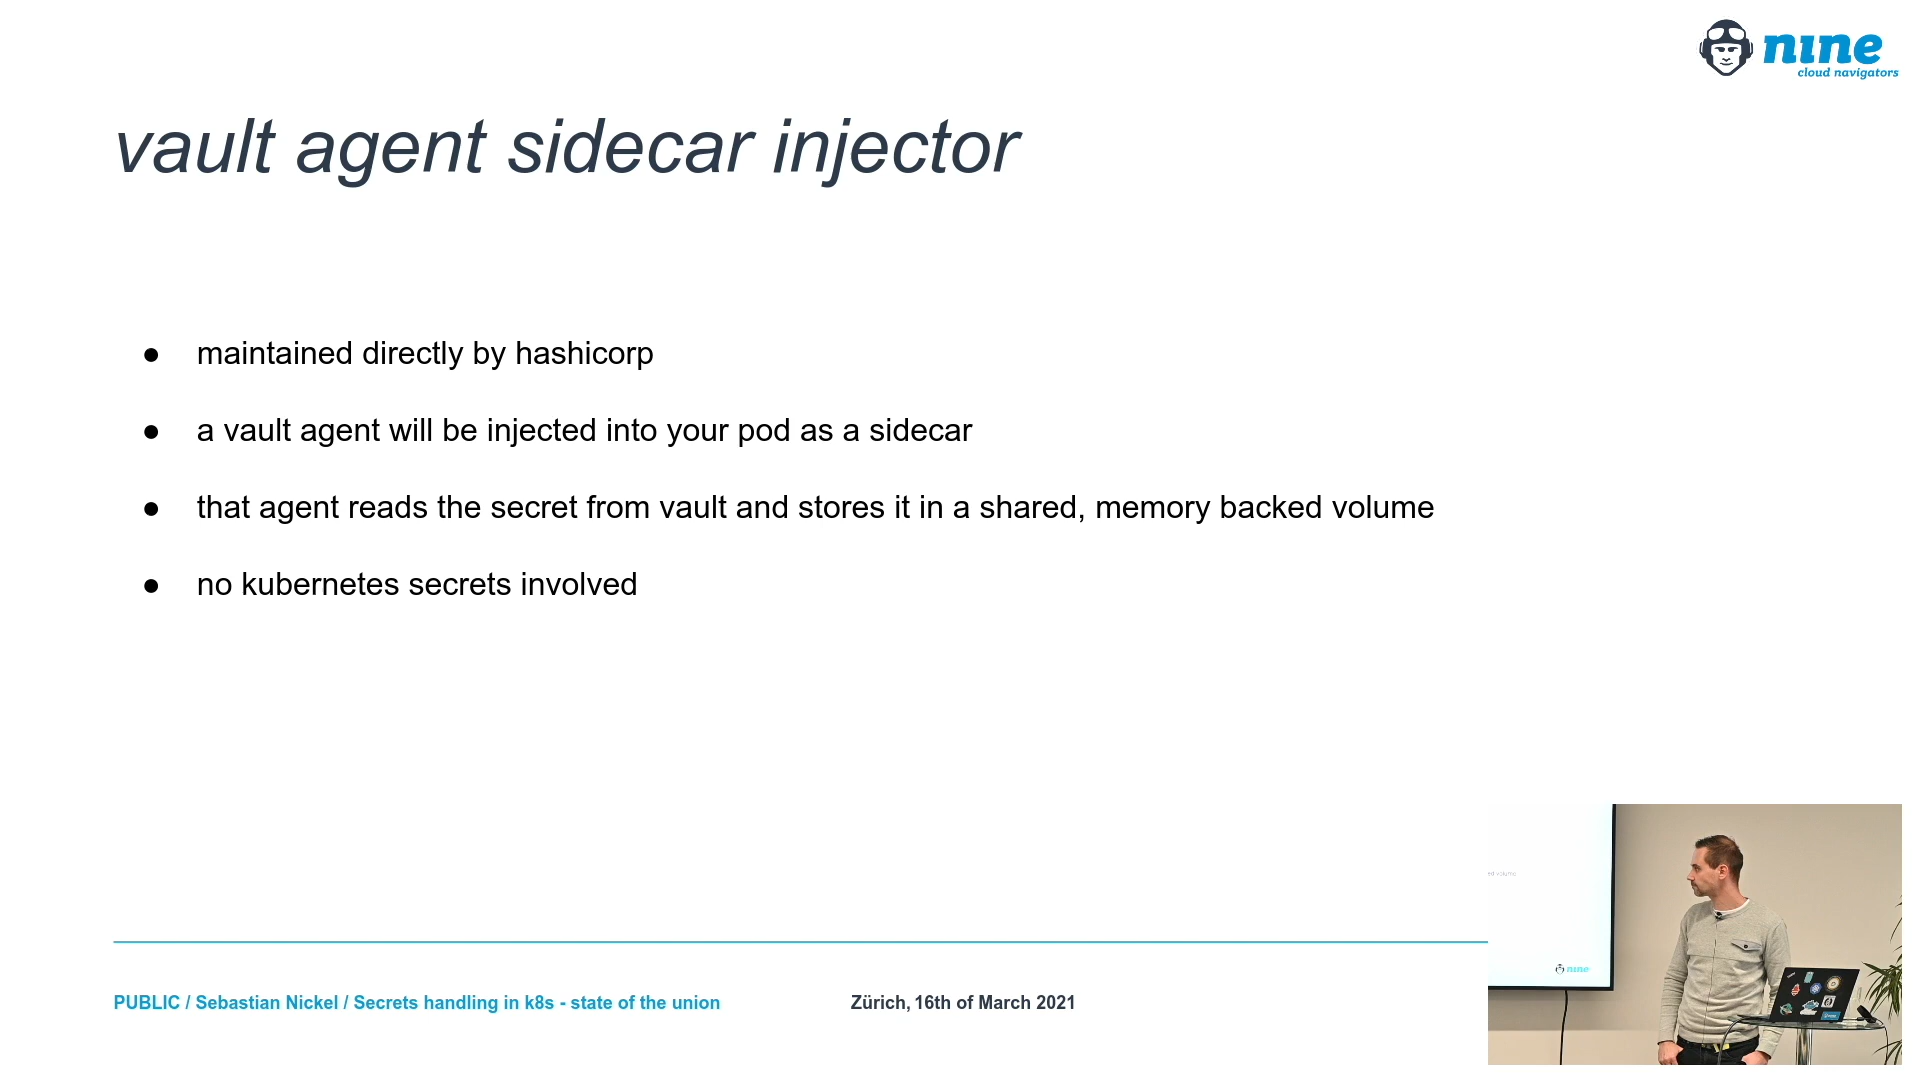 nine
cloud navigators
vault agent sidecar injector
● maintained directly by hashicorp
● a vault agent will be injected into your pod as a sidecar
● that agent reads the secret from vault and stores it in a shared, memory backed volume
● no kubernetes secrets involved
volume
nine
PUBLIC / Sebastian Nickel / Secrets handling in k8s - state of the union
Zürich, 16th of March 2021